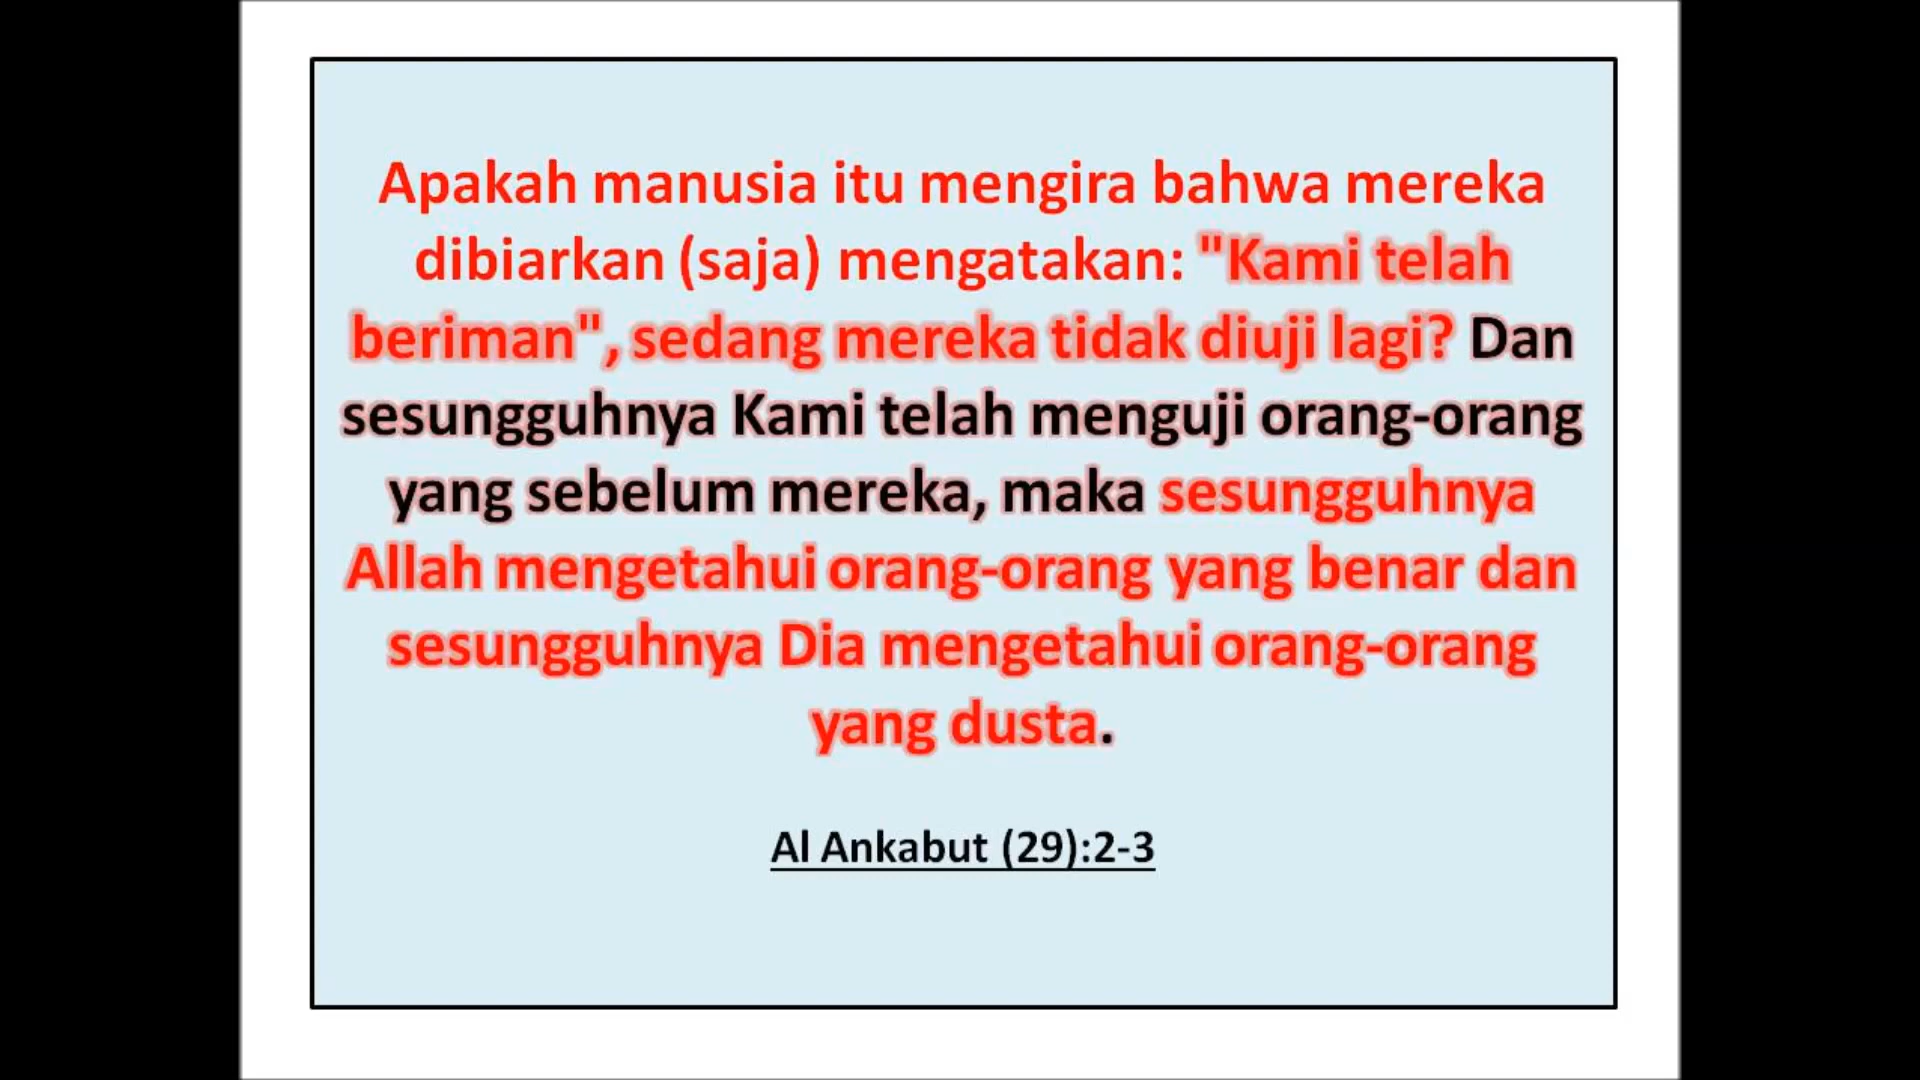 Apakah manusia itu mengira bahwa mereka
dibiarkan (saja) mengatakan: "Kami telah
beriman", sedang mereka tidak diuji lagi? Dan
sesungguhnya Kami telah menguji orang-orang
yang sebelum mereka, maka sesungguhnya
Allah mengetahui orang-orang yang benar dan
sesungguhnya Dia mengetahui orang-orang
yang dusta.
Al Ankabut (29):2-3